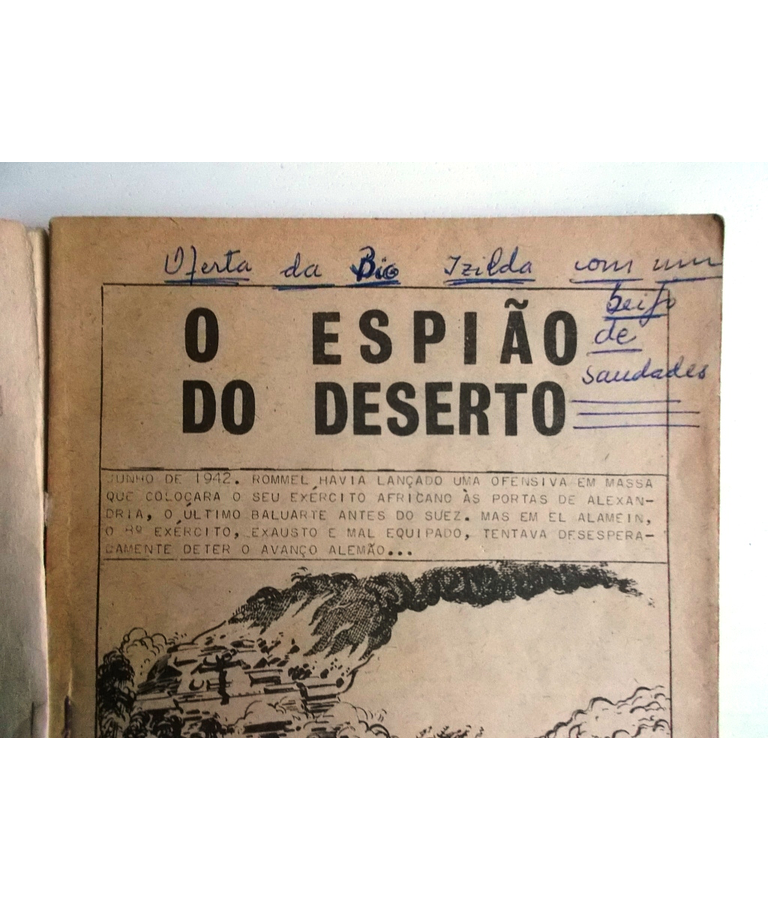 Oferta da Bia Izilda com um
beijo
de
saudades
O ESPIÃO
DO DESERTO
JUNHO DE 1942. ROMMEL HAVIA LANÇADO UMA OFENSIVA EM MASSA
QUE COLOCARA O SEU EXÉRCITO AFRICANO ÀS PORTAS DE ALEXAN-
DRIA, O ÚLTIMO BALUARTE ANTES DO SUEZ. MAS EM EL ALAMEIN,
O 8º EXÉRCITO, EXAUSTO E MAL EQUIPADO, TENTAVA DESESPERA-
DAMENTE DETER O AVANÇO ALEMÃO...